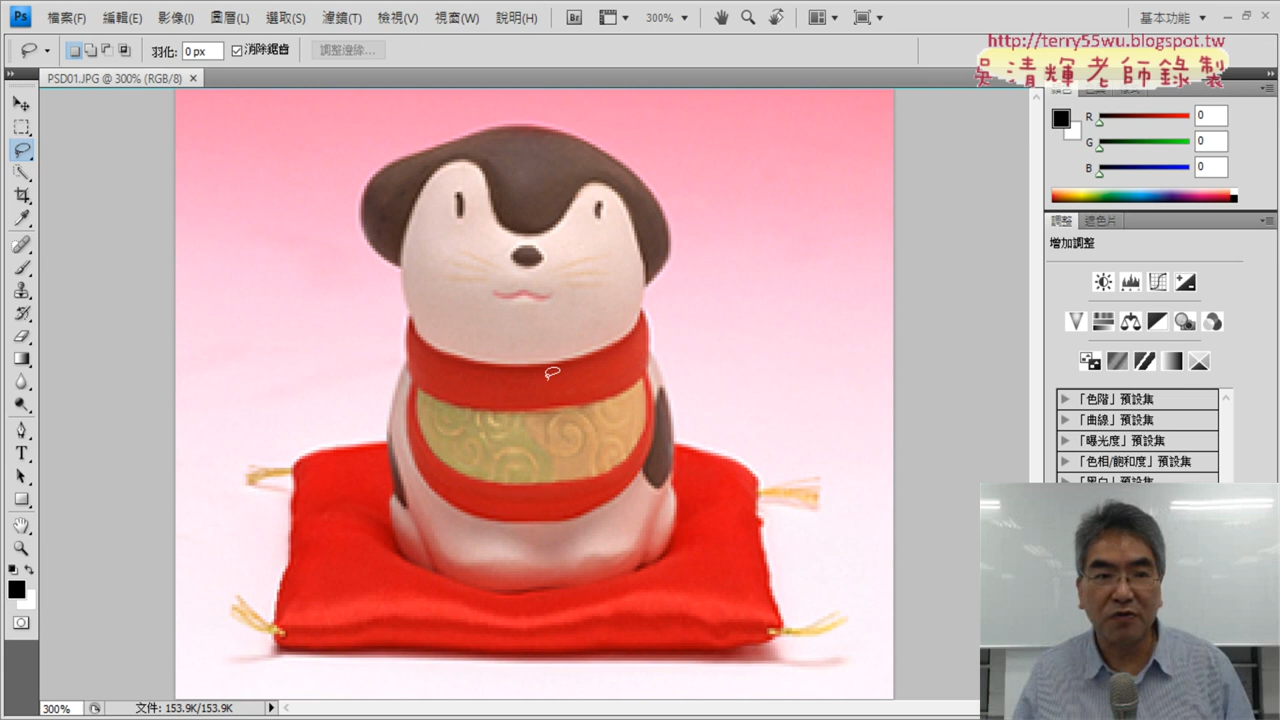 Ps 檔案(F) 編輯(E) 影像(I) 圖層(L) 選取(S) 濾鏡(T) 檢視(V) 視窗(W) 說明(H) Br 300% 基本功能
羽化: 0 px 消除鋸齒 調整邊緣...
http://terry55wu.blogspot.tw
吳清輝老師錄製
PSD01.JPG @ 300% (RGB/8)
R 0
G 0
B 0
調整 遮色片
增加調整
「色階」預設集
「曲線」預設集
「曝光度」預設集
「色相/飽和度」預設集
300% 文件: 153.9K/153.9K